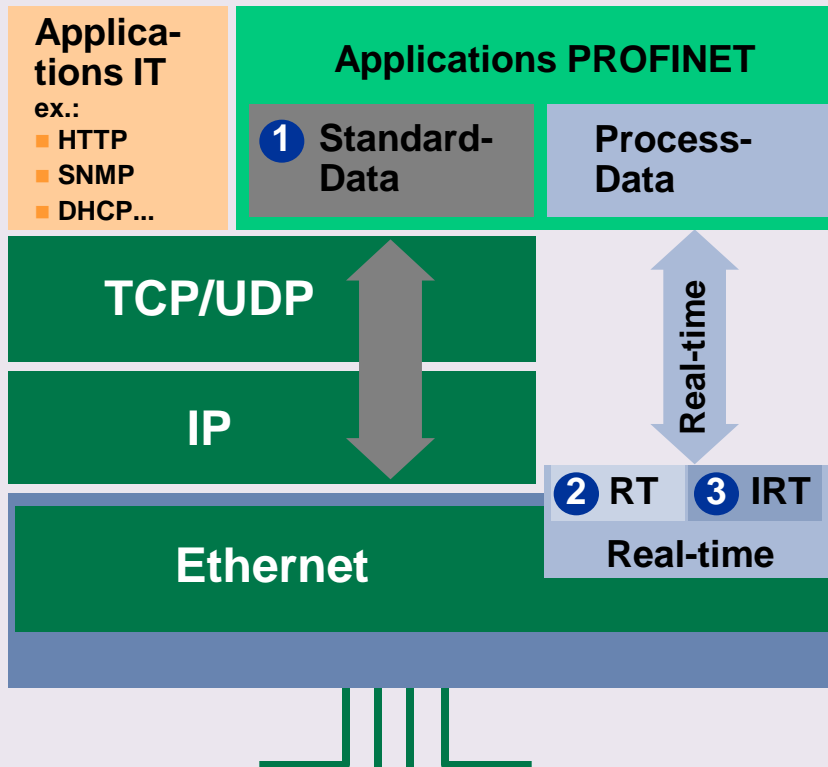 Applica-
tions IT
ex.:
HTTP
SNMP
DHCP...
Applications PROFINET
1 Standard-
Data
Process-
Data
TCP/UDP
IP
Real-time
2 RT
3 IRT
Real-time
Ethernet